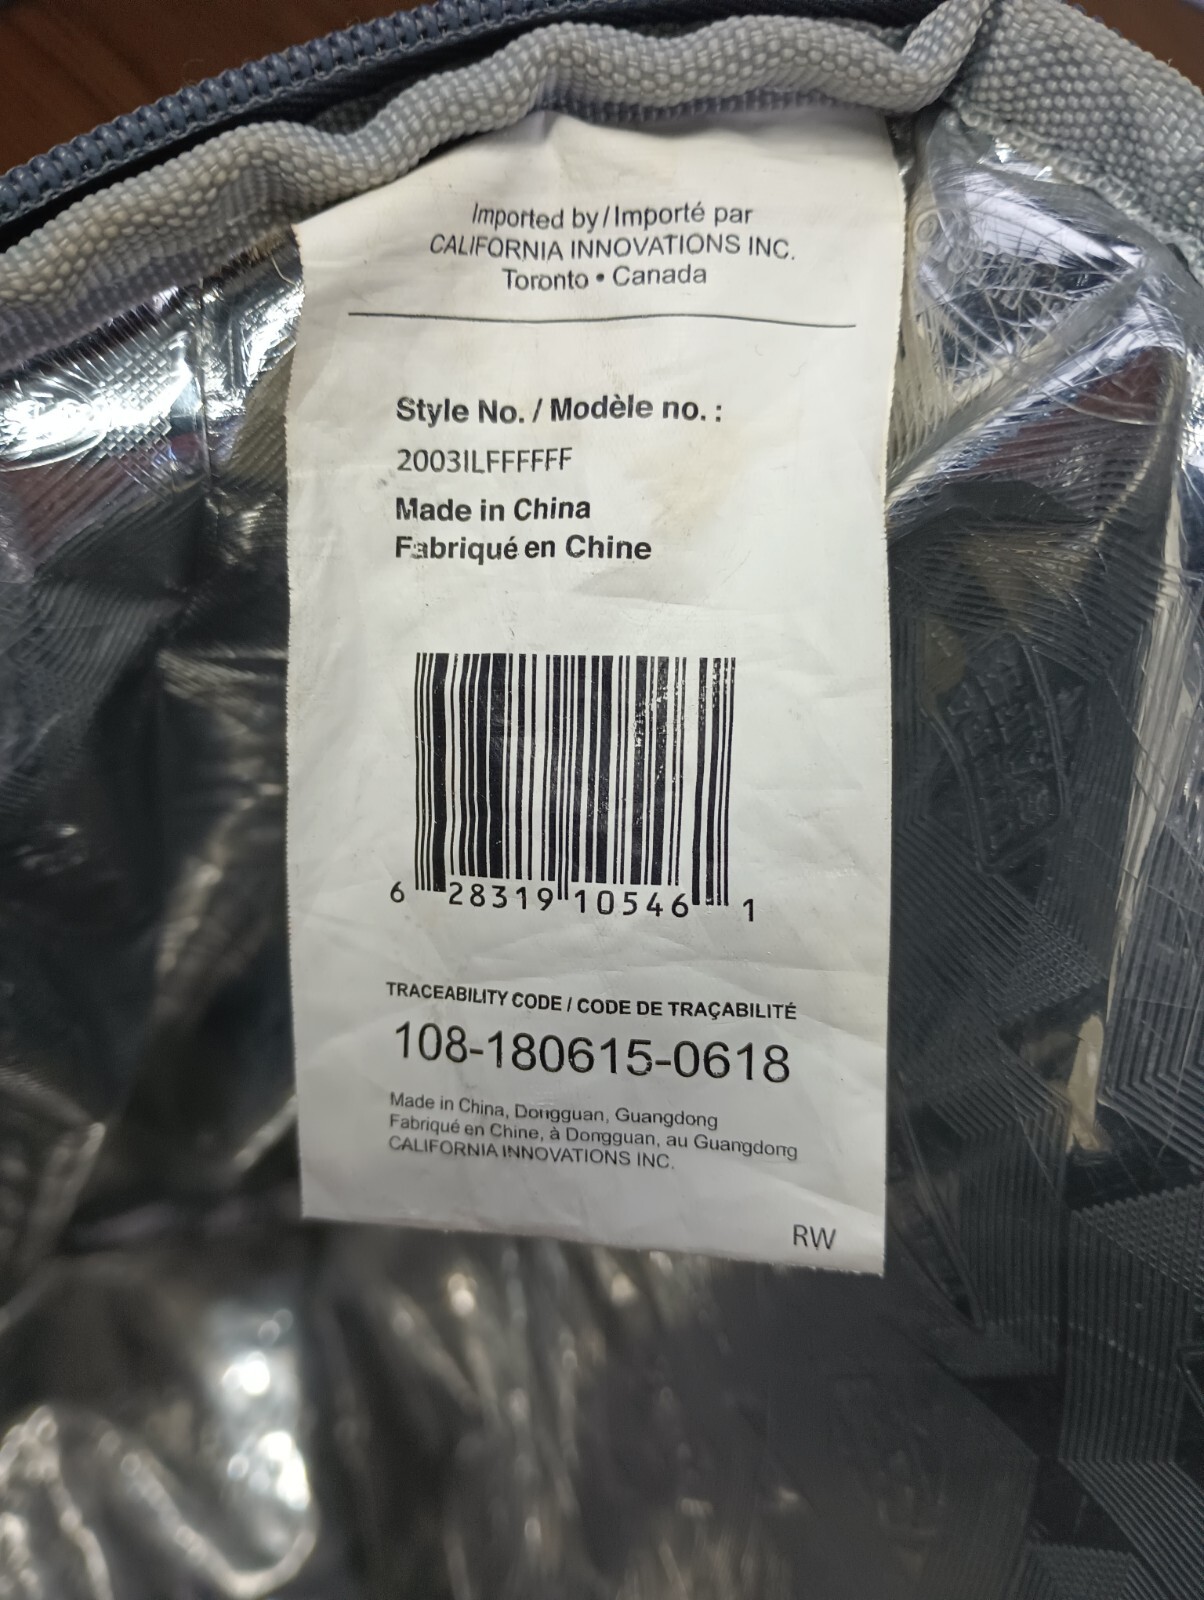 Imported by/Importé par
CALIFORNIA INNOVATIONS INC.
Toronto • Canada
Style No. / Modèle no. :
2003ILFFFFFF
Made in China
Fabriqué en Chine
6 28319 10546 1
TRACEABILITY CODE / CODE DE TRAÇABILITÉ
108-180615-0618
Made in China, Dongguan, Guangdong
Fabriqué en Chine, à Dongguan, au Guangdong
CALIFORNIA INNOVATIONS INC.
RW